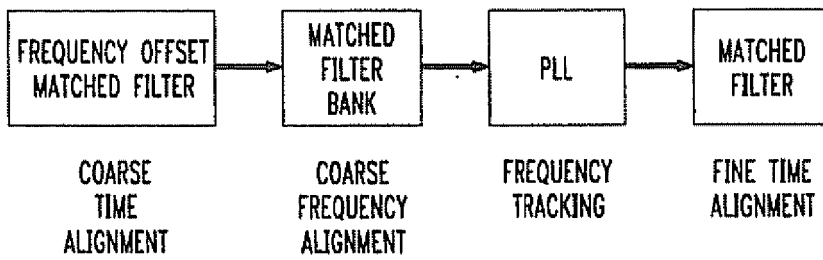 FREQUENCY OFFSET
MATCHED FILTER
MATCHED
FILTER
BANK
PLL
MATCHED
FILTER
COARSE
TIME
ALIGNMENT
COARSE
FREQUENCY
ALIGNMENT
FREQUENCY
TRACKING
FINE TIME
ALIGNMENT